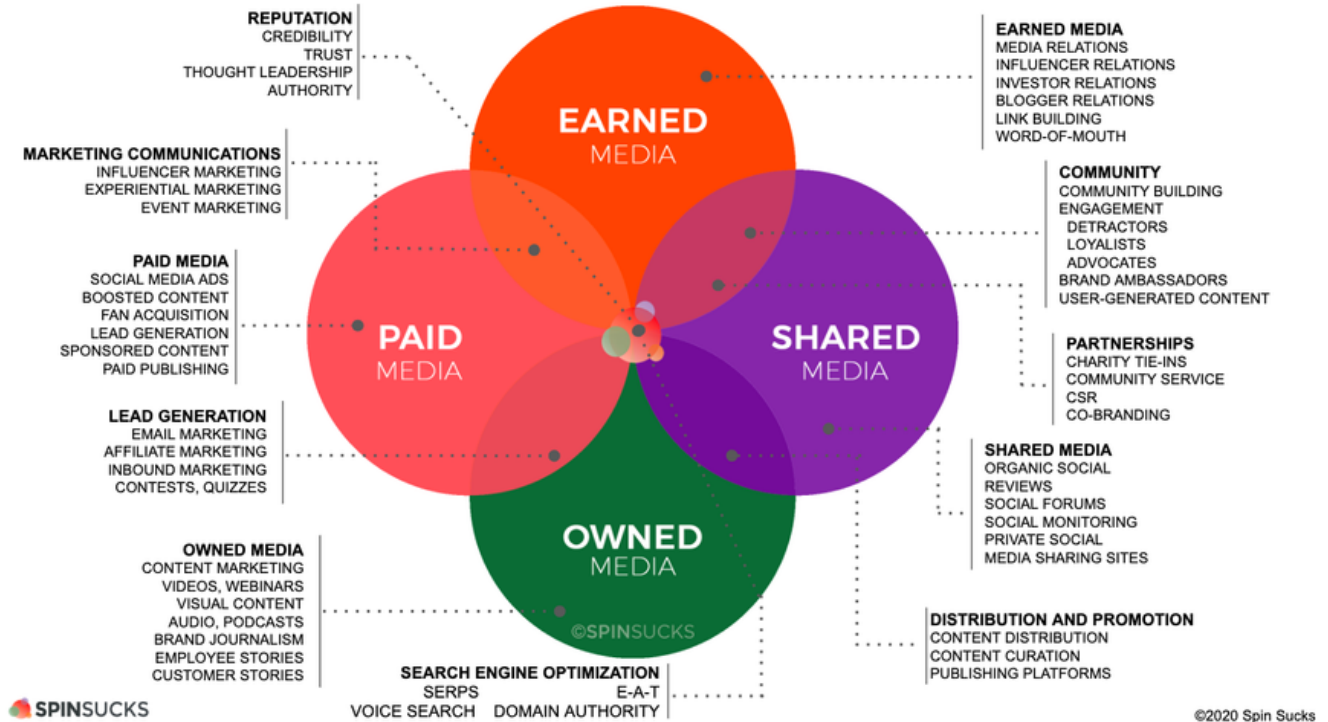 REPUTATION
CREDIBILITY
TRUST
THOUGHT LEADERSHIP
AUTHORITY
MARKETING COMMUNICATIONS
INFLUENCER MARKETING
EXPERIENTIAL MARKETING
EVENT MARKETING
PAID MEDIA
SOCIAL MEDIA ADS
BOOSTED CONTENT
FAN ACQUISITION
LEAD GENERATION
SPONSORED CONTENT
PAID PUBLISHING
LEAD GENERATION
EMAIL MARKETING
AFFILIATE MARKETING
INBOUND MARKETING
CONTESTS, QUIZZES
OWNED MEDIA
CONTENT MARKETING
VIDEOS, WEBINARS
VISUAL CONTENT
AUDIO, PODCASTS
BRAND JOURNALISM
EMPLOYEE STORIES
CUSTOMER STORIES
EARNED
MEDIA
PAID
MEDIA
SHARED
MEDIA
OWNED
MEDIA
©SPINSUCKS
EARNED MEDIA
MEDIA RELATIONS
INFLUENCER RELATIONS
INVESTOR RELATIONS
BLOGGER RELATIONS
LINK BUILDING
WORD-OF-MOUTH
COMMUNITY
COMMUNITY BUILDING
ENGAGEMENT
DETRACTORS
LOYALISTS
ADVOCATES
BRAND AMBASSADORS
USER-GENERATED CONTENT
PARTNERSHIPS
CHARITY TIE-INS
COMMUNITY SERVICE
CSR
CO-BRANDING
SHARED MEDIA
ORGANIC SOCIAL
REVIEWS
SOCIAL FORUMS
SOCIAL MONITORING
PRIVATE SOCIAL
MEDIA SHARING SITES
DISTRIBUTION AND PROMOTION
CONTENT DISTRIBUTION
CONTENT CURATION
PUBLISHING PLATFORMS
SEARCH ENGINE OPTIMIZATION
SERPS E-A-T
VOICE SEARCH DOMAIN AUTHORITY
SPINSUCKS
©2020 Spin Sucks